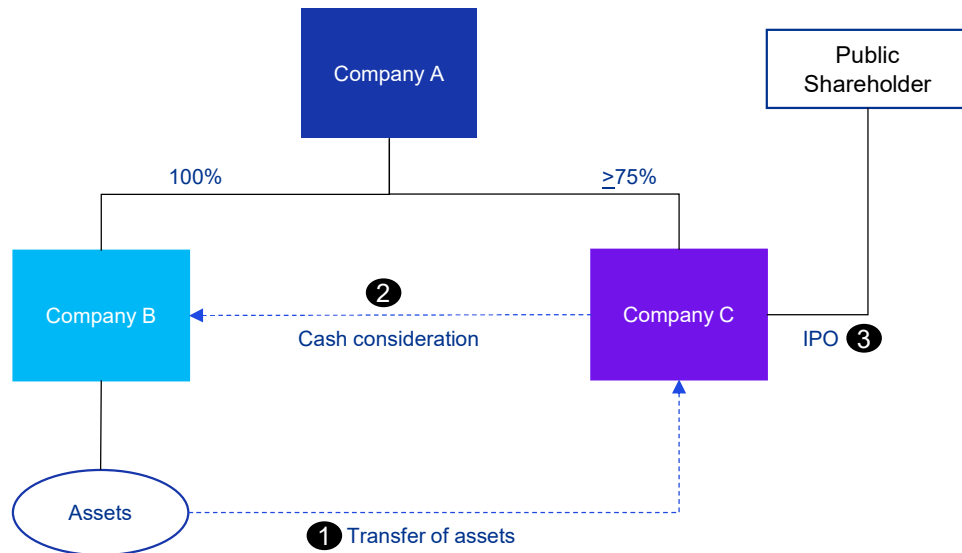 Company A
Public
Shareholder
100%
≥75%
Company B
2
Cash consideration
Company C
IPO 3
Assets
1 Transfer of assets